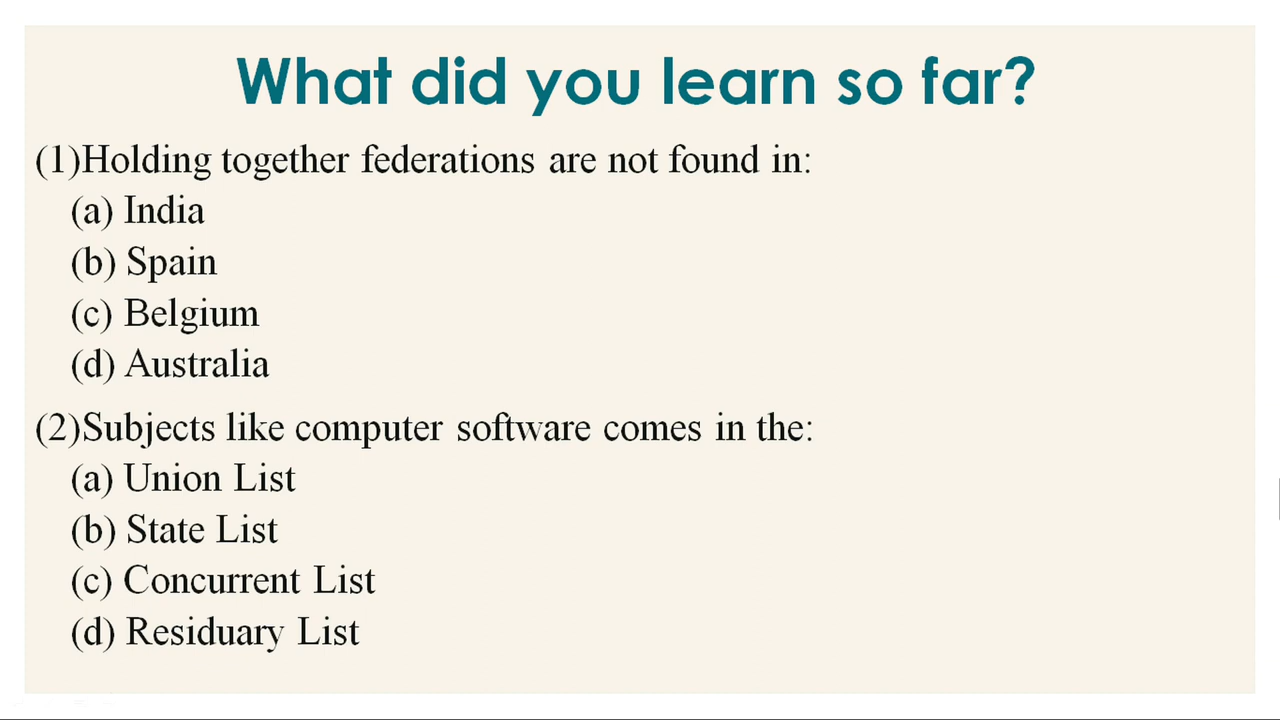 What did you learn so far?
(1)Holding together federations are not found in:
(a) India
(b) Spain
(c) Belgium
(d) Australia
(2)Subjects like computer software comes in the:
(a) Union List
(b) State List
(c) Concurrent List
(d) Residuary List